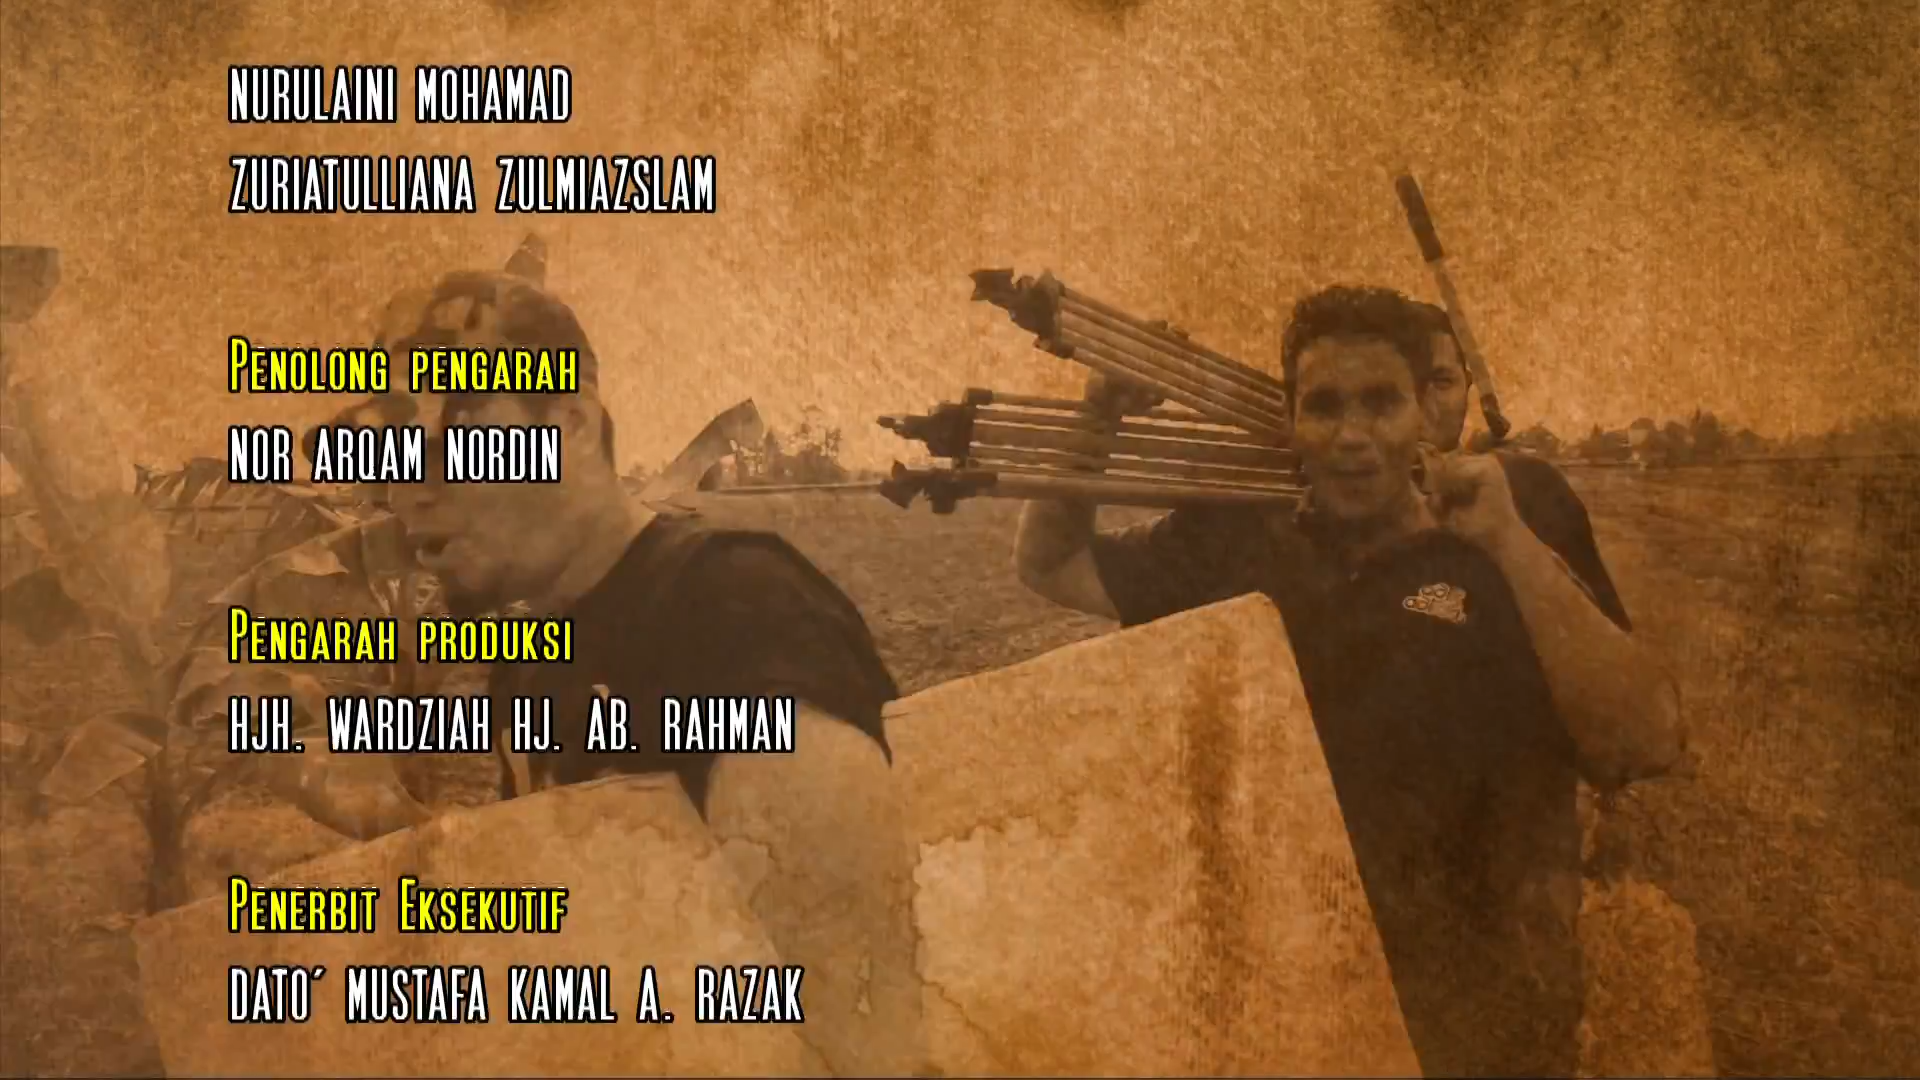 NURULAINI MOHAMAD
ZURIATULLIANA ZULMIAZSLAM
PENOLONG PENGARAH
NOR ARQAM NORDIN
PENGARAH PRODUKSI
HJH. WARDZIAH HJ. AB. RAHMAN
PENERBIT EKSEKUTIF
DATO' MUSTAFA KAMAL A. RAZAK